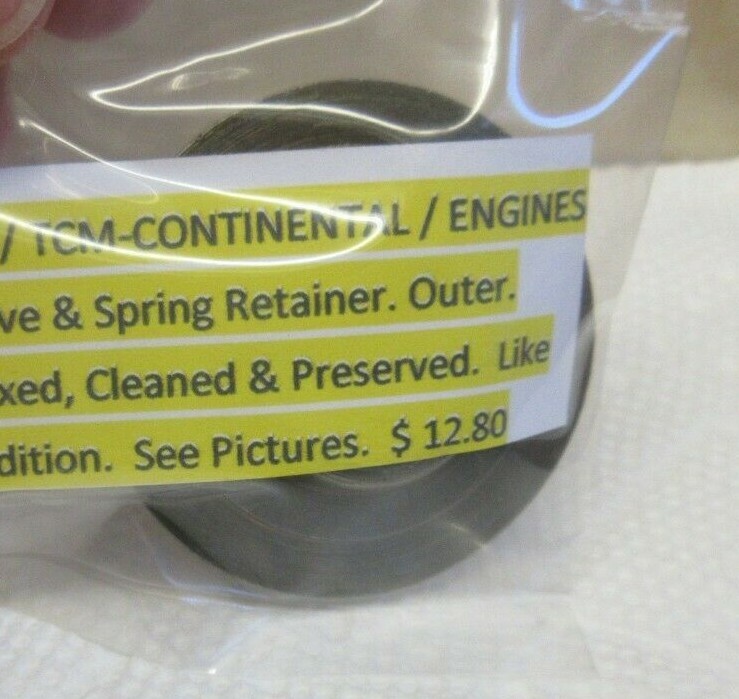 / TCM-CONTINENTAL / ENGINES
ve & Spring Retainer. Outer.
xed, Cleaned & Preserved. Like
dition. See Pictures. $ 12.80